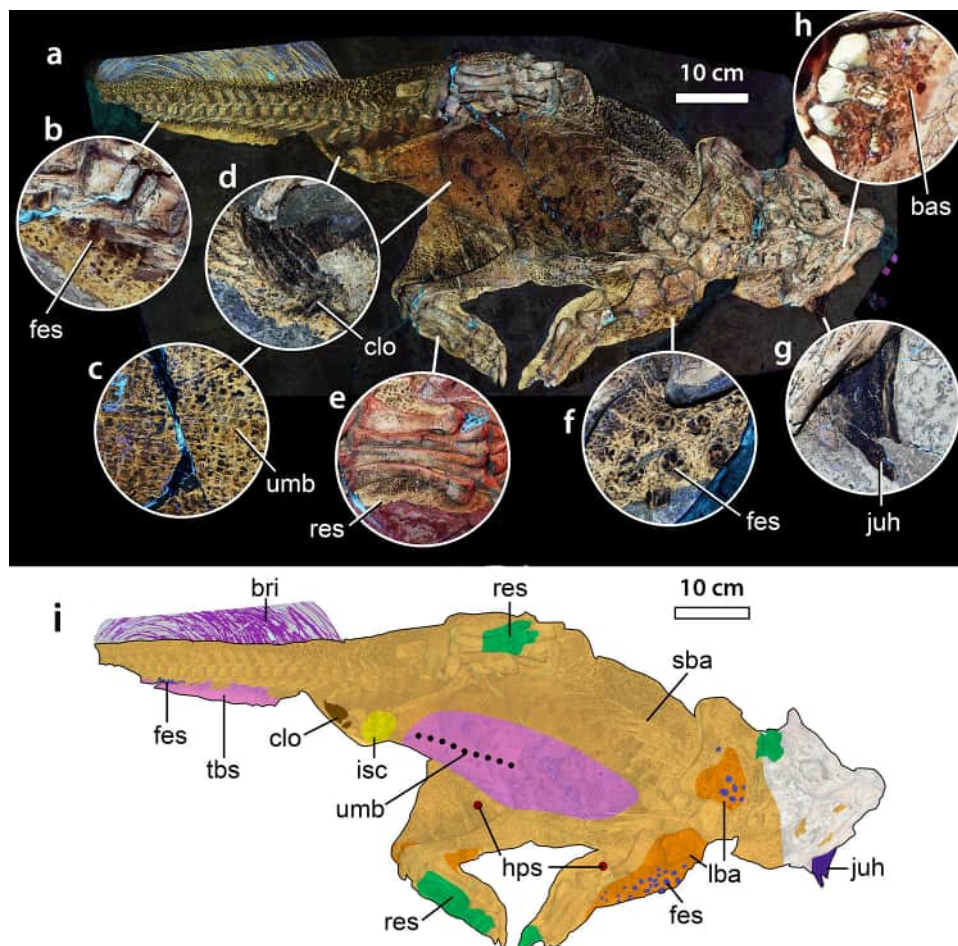 a
10 cm
h
b
d
bas
fes
clo
c
e
f
g
umb
res
fes
juh
i
bri
res
10 cm
sba
fes
tbs
clo
isc
umb
hps
lba
juh
res
fes